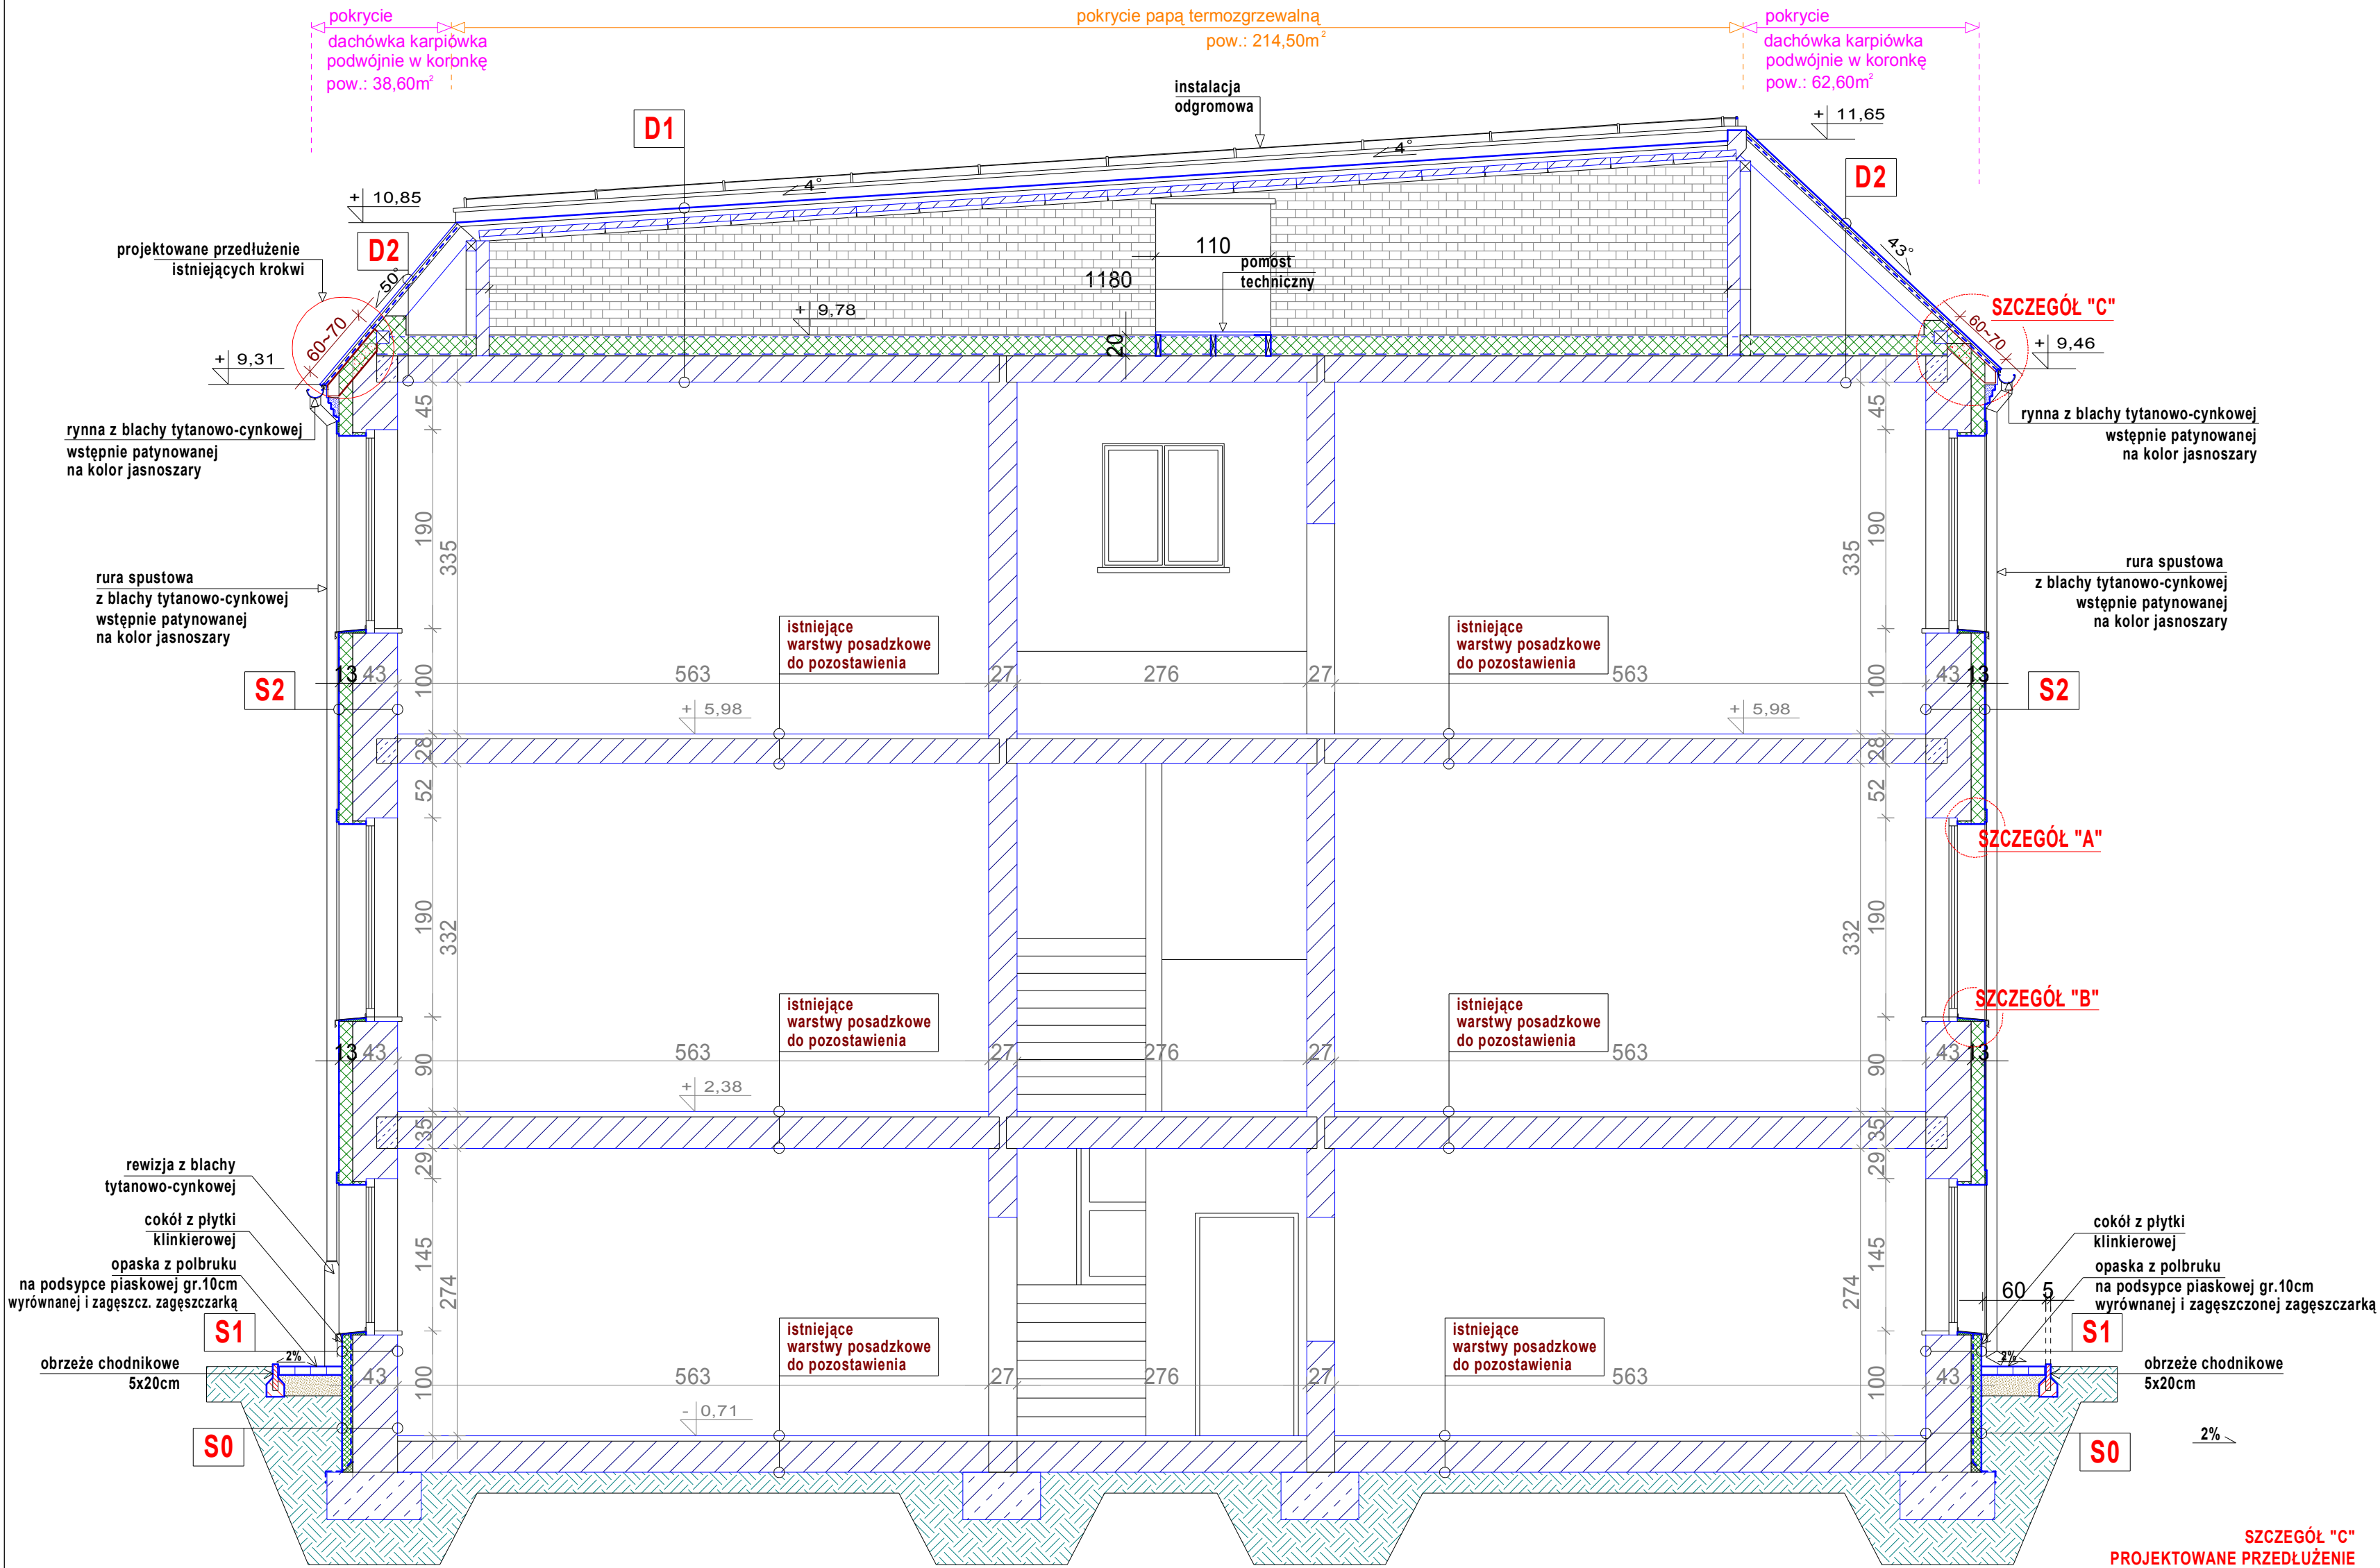 pokrycie
dachówka karpiówka
podwójnie w koronkę
pow.: 38,60m²
pokrycie papą termozgrzewalną
pow.: 214,50m²
pokrycie
dachówka karpiówka
podwójnie w koronkę
pow.: 62,60m²
instalacja
odgromowa
D1
+ 11,65
4°
4°
D2
+ 10,85
D2
projektowane przedłużenie
istniejących krokwi
50°
43°
110
pomost
techniczny
1180
+ 9,78
20
60~70
60~70
SZCZEGÓŁ "C"
+ 9,31
+ 9,46
45
45
rynna z blachy tytanowo-cynkowej
wstępnie patynowanej
na kolor jasnoszary
rynna z blachy tytanowo-cynkowej
wstępnie patynowanej
na kolor jasnoszary
190
335
335
190
rura spustowa
z blachy tytanowo-cynkowej
wstępnie patynowanej
na kolor jasnoszary
rura spustowa
z blachy tytanowo-cynkowej
wstępnie patynowanej
na kolor jasnoszary
istniejące
warstwy posadzkowe
do pozostawienia
istniejące
warstwy posadzkowe
do pozostawienia
S2
13
43
100
563
27
276
27
563
100
43
13
S2
+ 5,98
+ 5,98
28
28
52
52
SZCZEGÓŁ "A"
190
332
332
190
SZCZEGÓŁ "B"
istniejące
warstwy posadzkowe
do pozostawienia
istniejące
warstwy posadzkowe
do pozostawienia
13
43
90
563
27
276
27
563
90
43
13
+ 2,38
35
35
29
29
rewizja z blachy
tytanowo-cynkowej
cokół z płytki
klinkierowej
opaska z polbruku
na podsypce piaskowej gr.10cm
wyrównanej i zagęszcz. zagęszczarką
145
274
274
145
cokół z płytki
klinkierowej
opaska z polbruku
na podsypce piaskowej gr.10cm
wyrównanej i zagęszczonej zagęszczarką
60
5
S1
S1
istniejące
warstwy posadzkowe
do pozostawienia
istniejące
warstwy posadzkowe
do pozostawienia
2%
2%
obrzeże chodnikowe
5x20cm
obrzeże chodnikowe
5x20cm
43
100
563
27
276
27
563
100
43
- 0,71
S0
S0
2%
SZCZEGÓŁ "C"
PROJEKTOWANE PRZEDŁUŻENIE